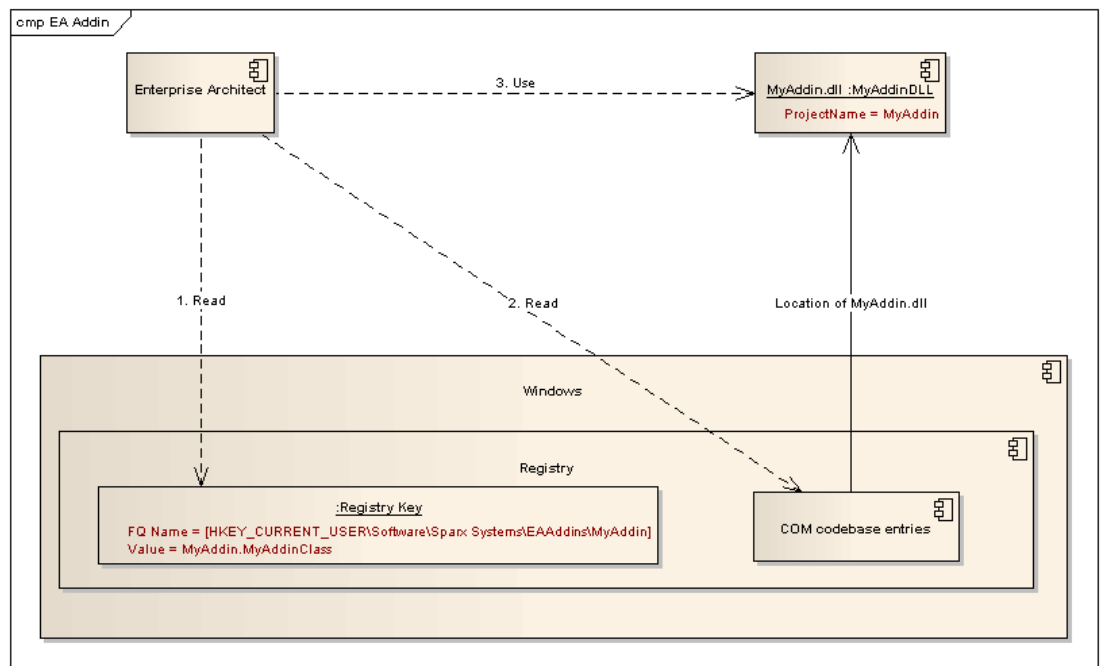 cmp EA Addin
Enterprise Architect
3. Use
MyAddin.dll :MyAddinDLL
ProjectName = MyAddin
1. Read
2. Read
Location of MyAddin.dll
Windows
Registry
:Registry Key
FQ Name = [HKEY_CURRENT_USER\Software\Sparx Systems\EAAddins\MyAddin]
Value = MyAddin.MyAddinClass
COM codebase entries